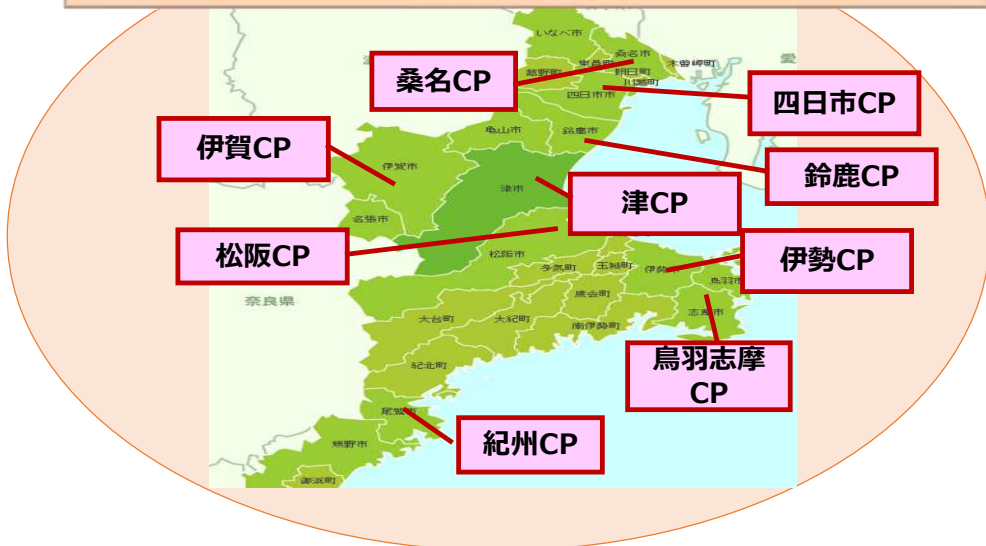 いなべ市
桑名市
木曽岬町
東員町
桑名CP
菰野町
朝日町
川越町
四日市市
四日市CP
亀山市
鈴鹿市
伊賀CP
伊賀市
鈴鹿CP
津市
津CP
名張市
松阪CP
松阪市
多気町
玉城町
伊勢市
伊勢CP
鳥羽市
奈良県
度会町
大台町
大紀町
南伊勢町
志摩市
鳥羽志摩
CP
紀北町
尾鷲市
紀州CP
熊野市
御浜町